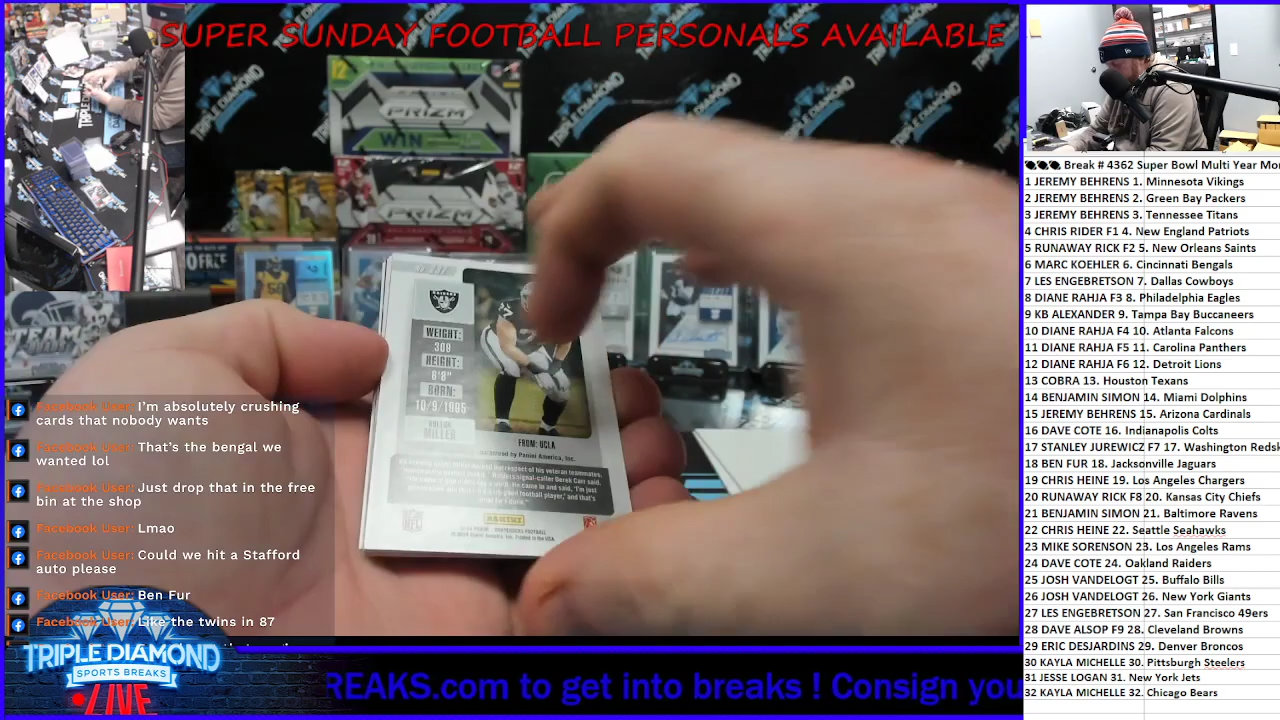 SUPER SUNDAY FOOTBALL PERSONALS AVAILABLE
PRIZM
WIN
PRIZM
TRIPLE DIAMOND
TEAM
RAIDERS
WEIGHT:
HEIGHT:
6'8"
BORN:
MILLER
FROM: UCLA
PANINI
Facebook User: I'm absolutely crushing
cards that nobody wants
Facebook User: That's the bengal we
wanted lol
Facebook User: Just drop that in the free
bin at the shop
Facebook User: Lmao
Facebook User: Could we hit a Stafford
auto please
Facebook User: Ben Fur
Facebook User: Like the twins in 87
TRIPLE DIAMOND
SPORTS BREAKS
LIVE
REAKS.com to get into breaks ! Consign you
Break # 4362 Super Bowl Multi Year Mo
1 JEREMY BEHRENS 1. Minnesota Vikings
2 JEREMY BEHRENS 2. Green Bay Packers
3 JEREMY BEHRENS 3. Tennessee Titans
4 CHRIS RIDER F1 4. New England Patriots
5 RUNAWAY RICK F2 5. New Orleans Saints
6 MARC KOEHLER 6. Cincinnati Bengals
7 LES ENGEBRETSON 7. Dallas Cowboys
8 DIANE RAHJA F3 8. Philadelphia Eagles
9 KB ALEXANDER 9. Tampa Bay Buccaneers
10 DIANE RAHJA F4 10. Atlanta Falcons
11 DIANE RAHJA F5 11. Carolina Panthers
12 DIANE RAHJA F6 12. Detroit Lions
13 COBRA 13. Houston Texans
14 BENJAMIN SIMON 14. Miami Dolphins
15 JEREMY BEHRENS 15. Arizona Cardinals
16 DAVE COTE 16. Indianapolis Colts
17 STANLEY JUREWICZ F7 17. Washington Redsk
18 BEN FUR 18. Jacksonville Jaguars
19 CHRIS HEINE 19. Los Angeles Chargers
20 RUNAWAY RICK F8 20. Kansas City Chiefs
21 BENJAMIN SIMON 21. Baltimore Ravens
22 CHRIS HEINE 22. Seattle Seahawks
23 MIKE SORENSON 23. Los Angeles Rams
24 DAVE COTE 24. Oakland Raiders
25 JOSH VANDELOGT 25. Buffalo Bills
26 JOSH VANDELOGT 26. New York Giants
27 LES ENGEBRETSON 27. San Francisco 49ers
28 DAVE ALSOP F9 28. Cleveland Browns
29. Denver Broncos
30 KAYLA MICHELLE 30. Pittsburgh Steelers
31 JESSE LOGAN 31. New York Jets
32 KAYLA MICHELLE 32. Chicago Bears